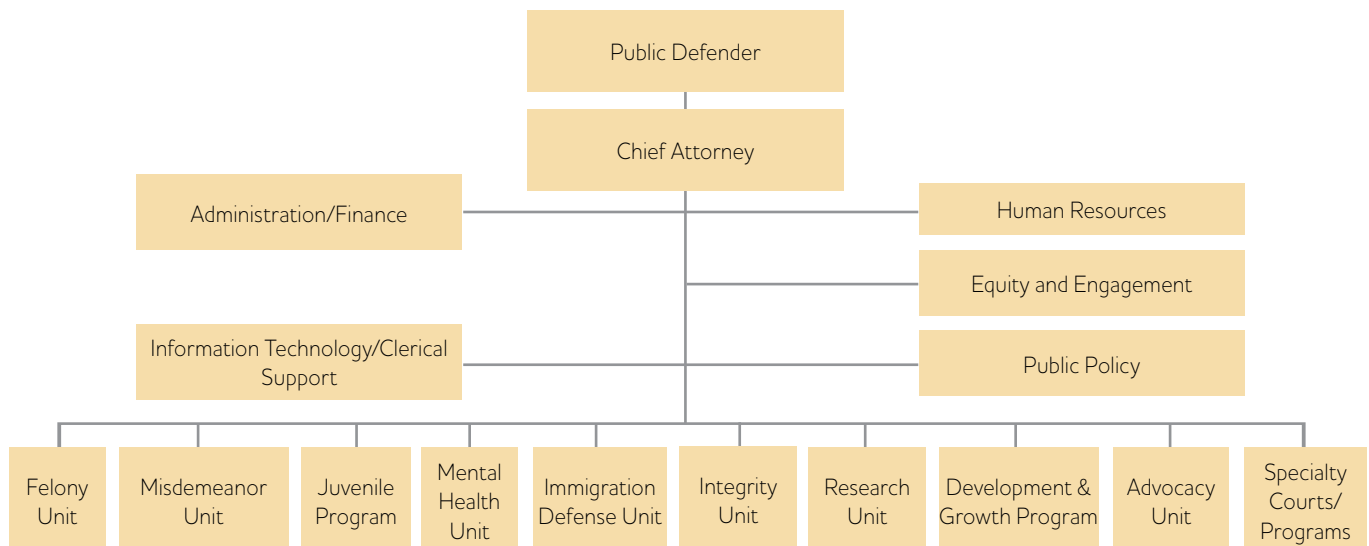 Public Defender
Chief Attorney
Administration/Finance
Human Resources
Equity and Engagement
Information Technology/Clerical
Support
Public Policy
Felony
Unit
Misdemeanor
Unit
Juvenile
Program
Mental
Health
Unit
Immigration
Defense Unit
Integrity
Unit
Research
Unit
Development &
Growth Program
Advocacy
Unit
Specialty
Courts/
Programs